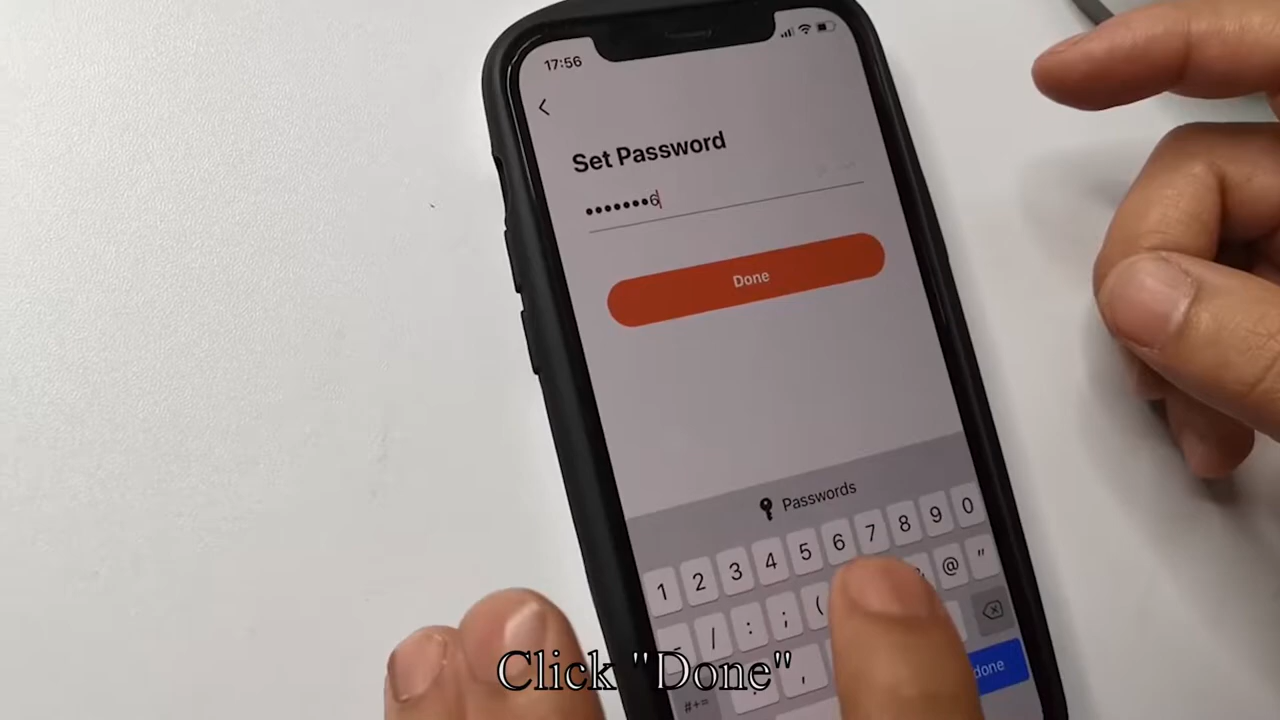 17:56
Set Password
•••••••6
Done
Passwords
1 2 3 4 5 6 7 8 9 0
/ : ; ( @ "
#+= . , done
Click "Done"